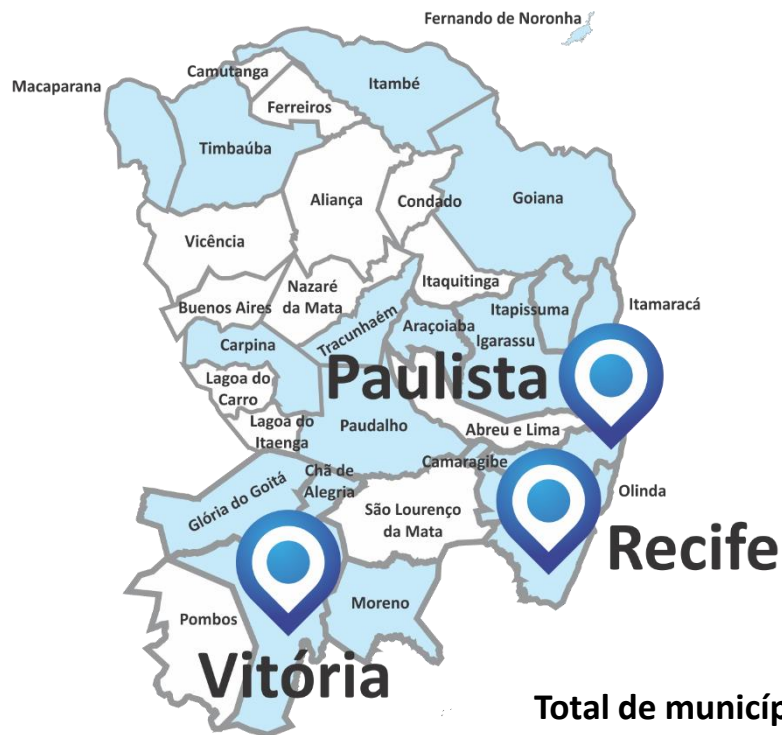 Fernando de Noronha
Camutanga
Itambé
Macaparana
Ferreiros
Timbaúba
Aliança
Condado
Goiana
Vicência
Itaquitinga
Nazaré
da Mata
Buenos Aires
Itapissuma
Itamaracá
Tracunhaém
Araçoiaba
Igarassu
Carpina
Paulista
Lagoa do
Carro
Lagoa do
Itaenga
Paudalho
Abreu e Lima
Camaragibe
Chã de
Alegria
Glória do Goitá
Olinda
São Lourenço
da Mata
Recife
Moreno
Pombos
Vitória
Total de municíp